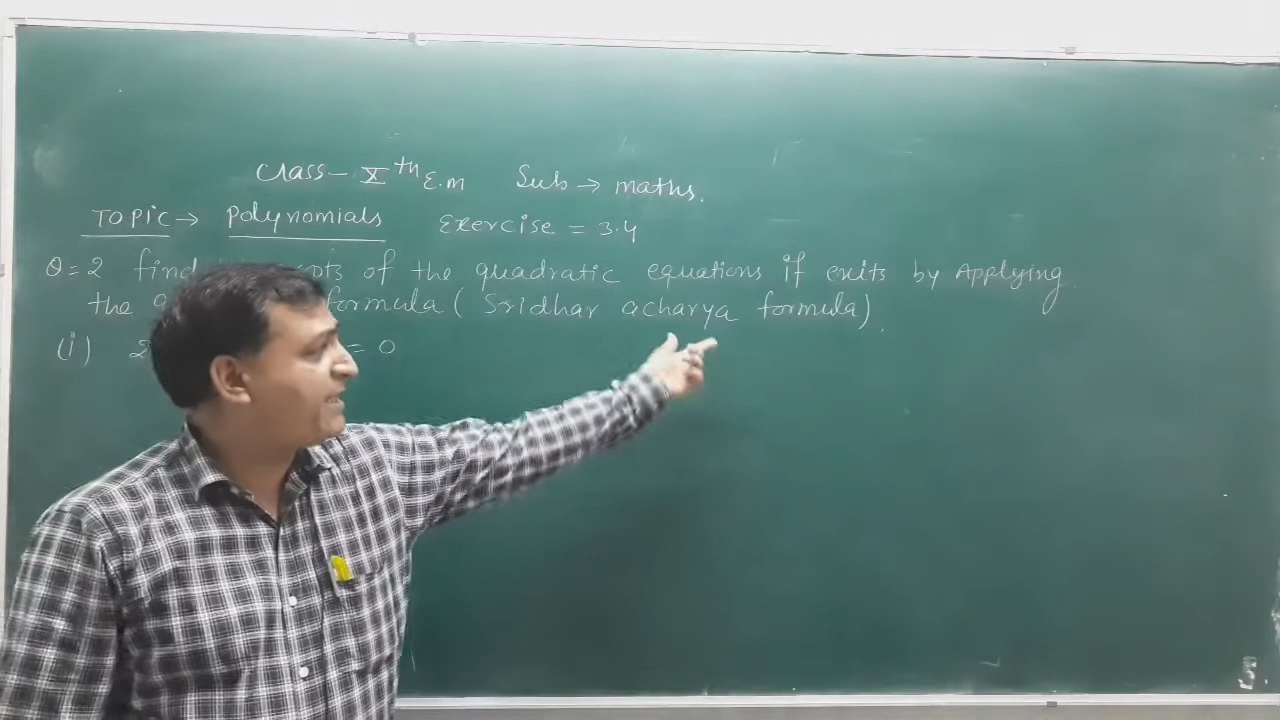 Class - X th E.m Sub → maths.
TOPIC → Polynomials Exercise = 3.4
Q=2 find of the quadratic equations if exits by Applying
the formula ( Sridhar acharya formula).
(i) 2 = 0